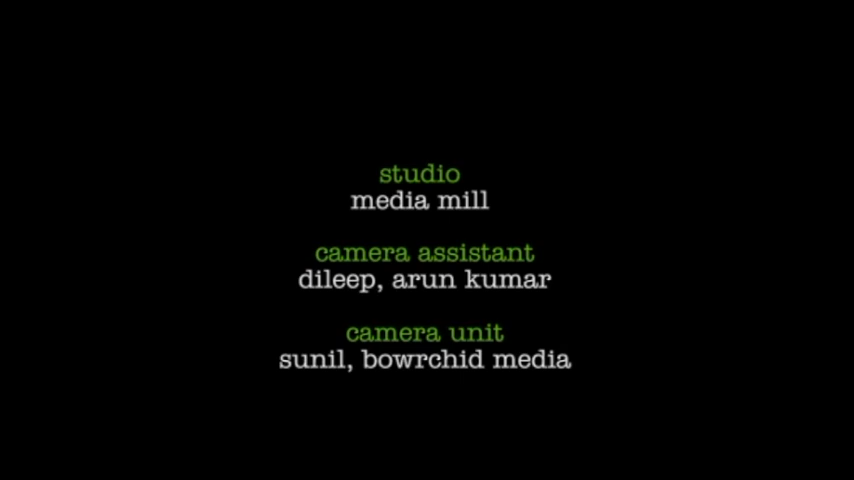 studio
media mill
camera assistant
dileep, arun kumar
camera unit
sunil, bowrchid media